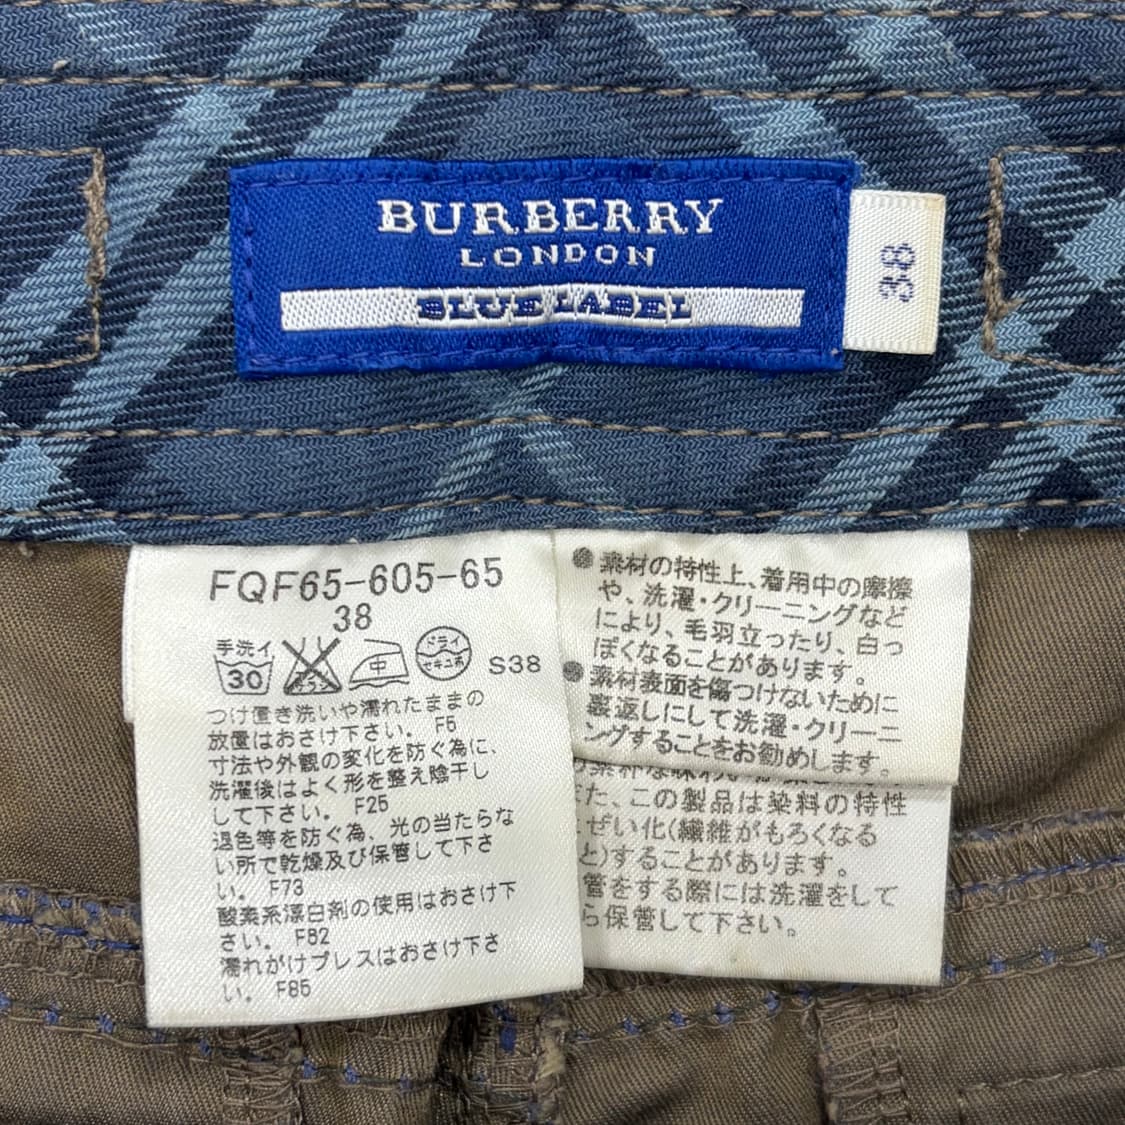 BURBERRY
LONDON
BLUE LABEL
38
FQF65-605-65
38
手洗イ
30
エンソサラシ
中
ドライ
セキユ系
S38
つけ置き洗いや濡れたままの
放置はおさけ下さい。 F5
寸法や外観の変化を防ぐ為に、
洗濯後はよく形を整え陰干し
して下さい。 F25
退色等を防ぐ為、光の当たらな
い所で乾燥及び保管して下さ
い。 F73
酸素系漂白剤の使用はおさけ下
さい。 F82
濡れがけプレスはおさけ下さ
い。 F85
●素材の特性上、着用中の摩擦
や、洗濯・クリーニングなど
により、毛羽立ったり、白っ
ぽくなることがあります。
●素材表面を傷つけないために
裏返しにして洗濯・クリーニ
ングすることをお勧めします。
た、この製品は染料の特性
ぜい化(繊維がもろくなる
と)することがあります。
管をする際には洗濯をして
ら保管して下さい。